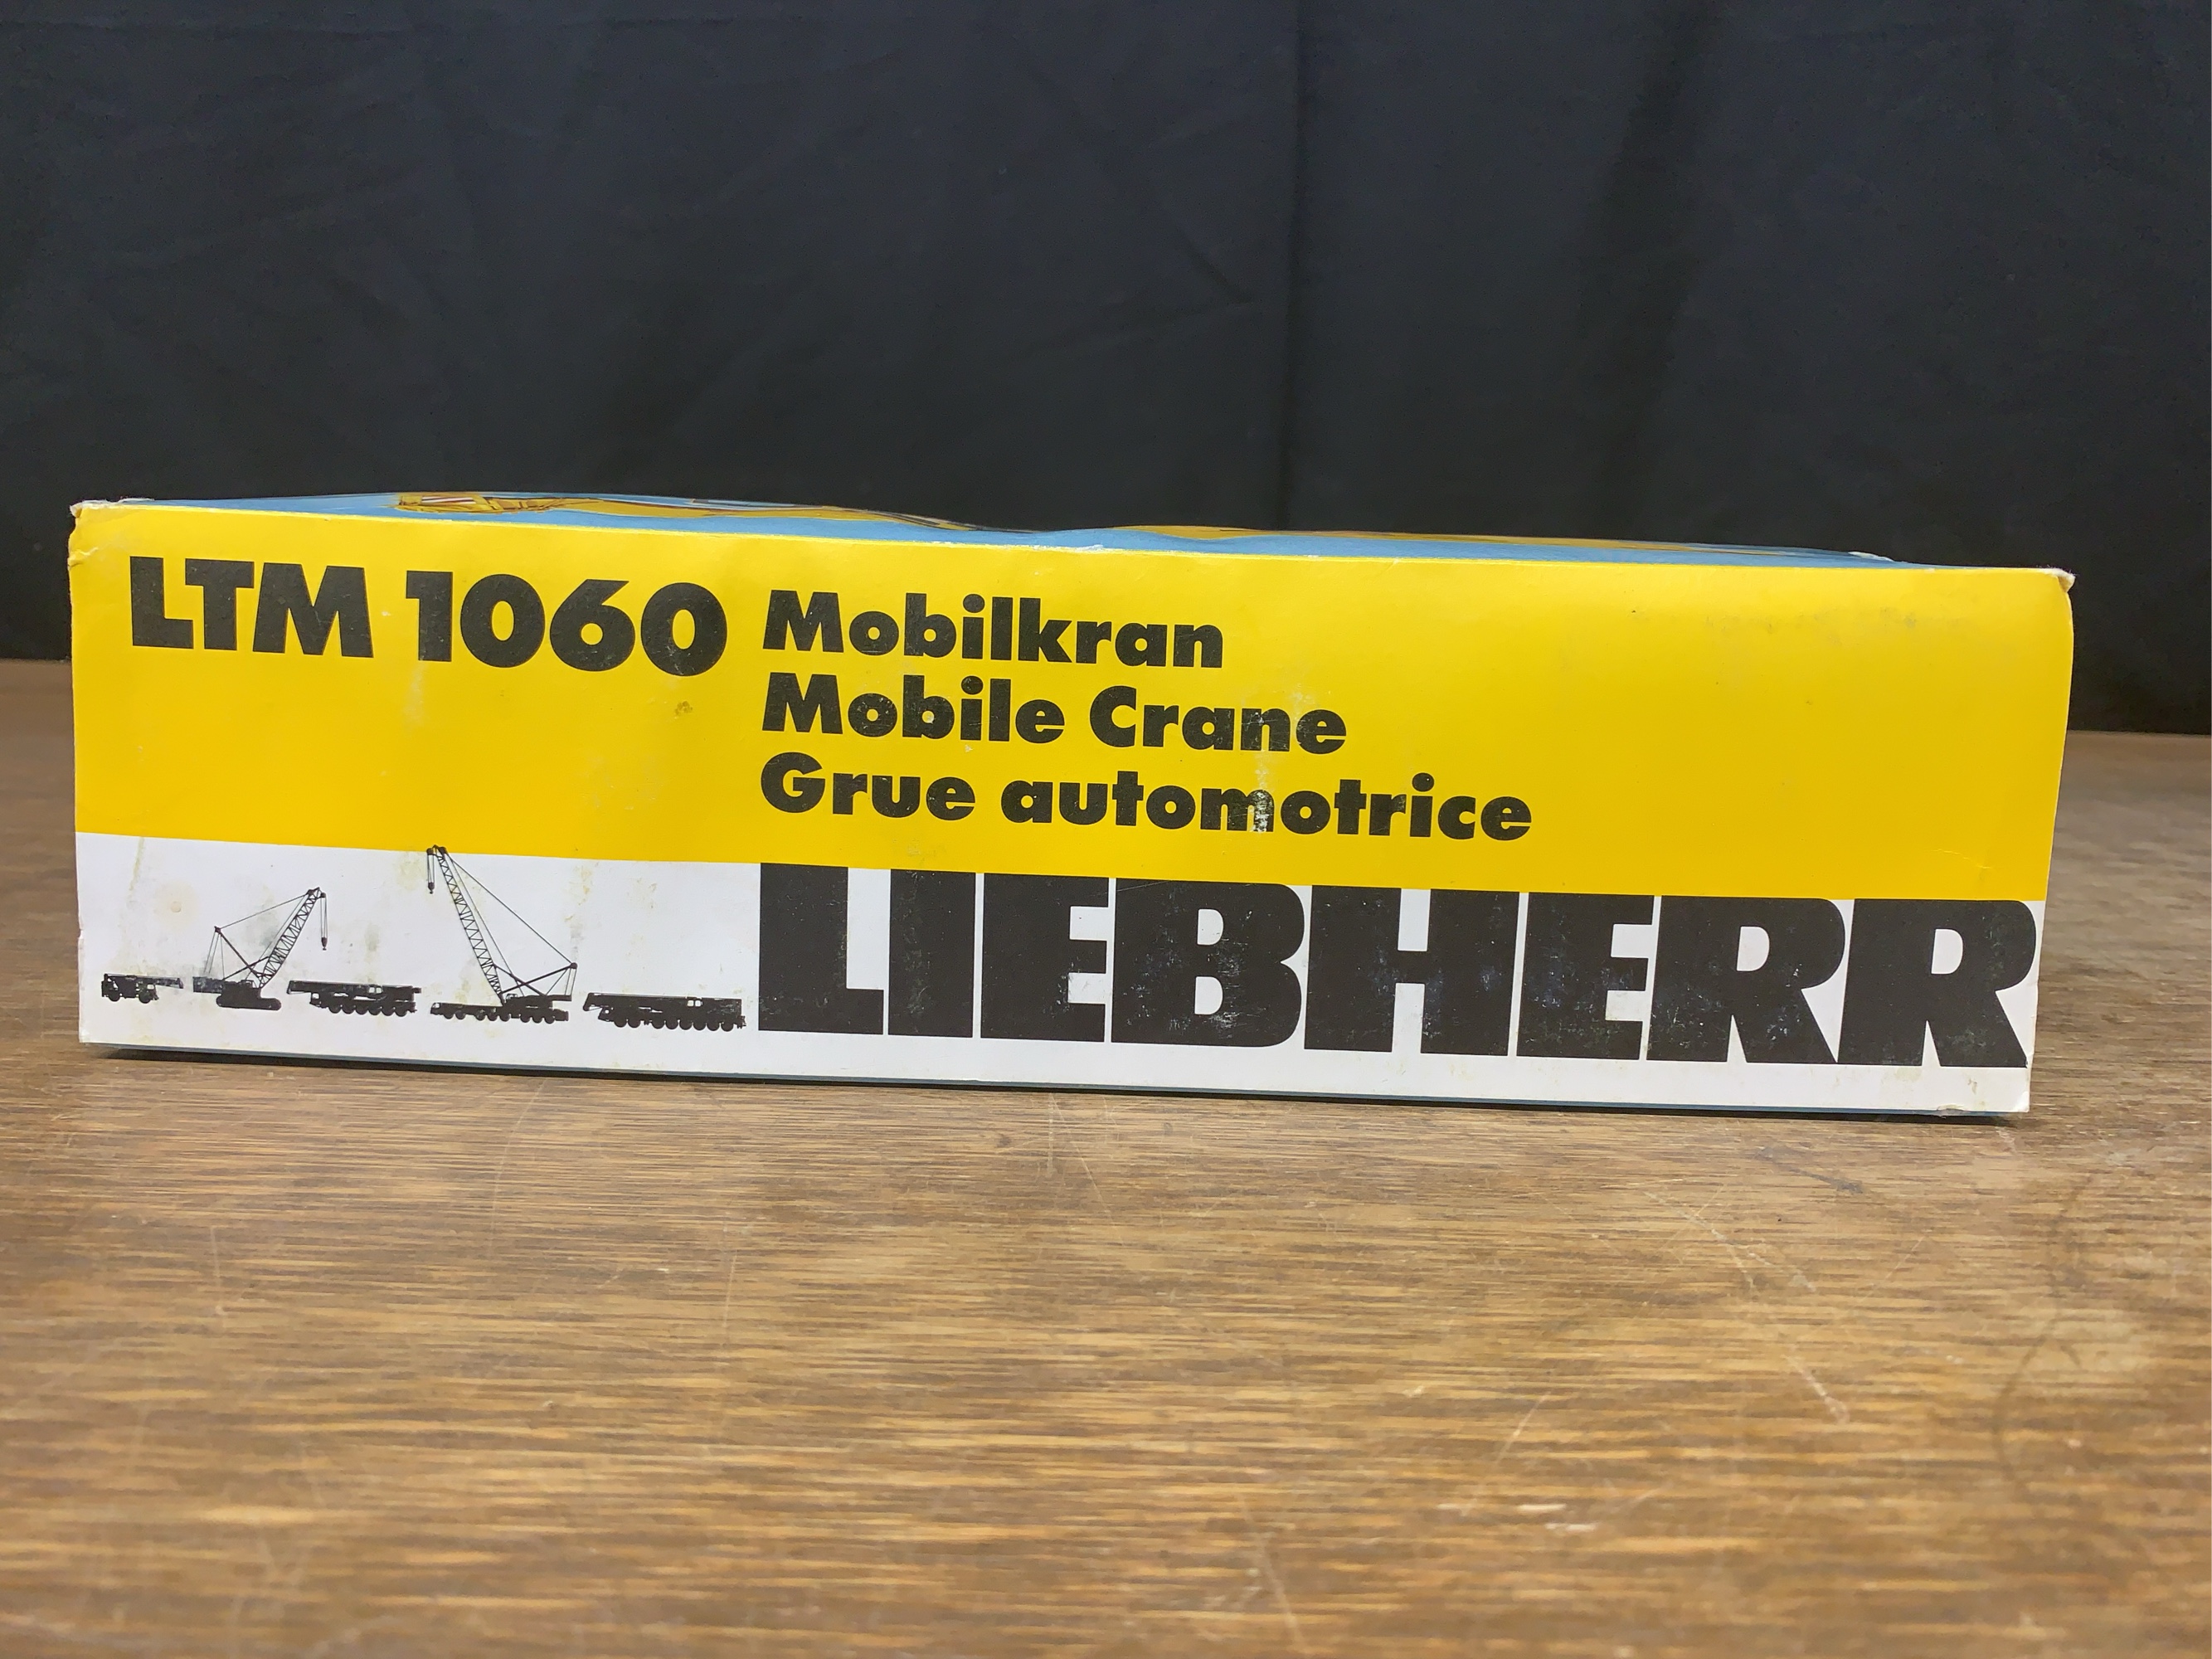 LTM 1060
Mobilkran
Mobile Crane
Grue automotrice
LIEBHERR